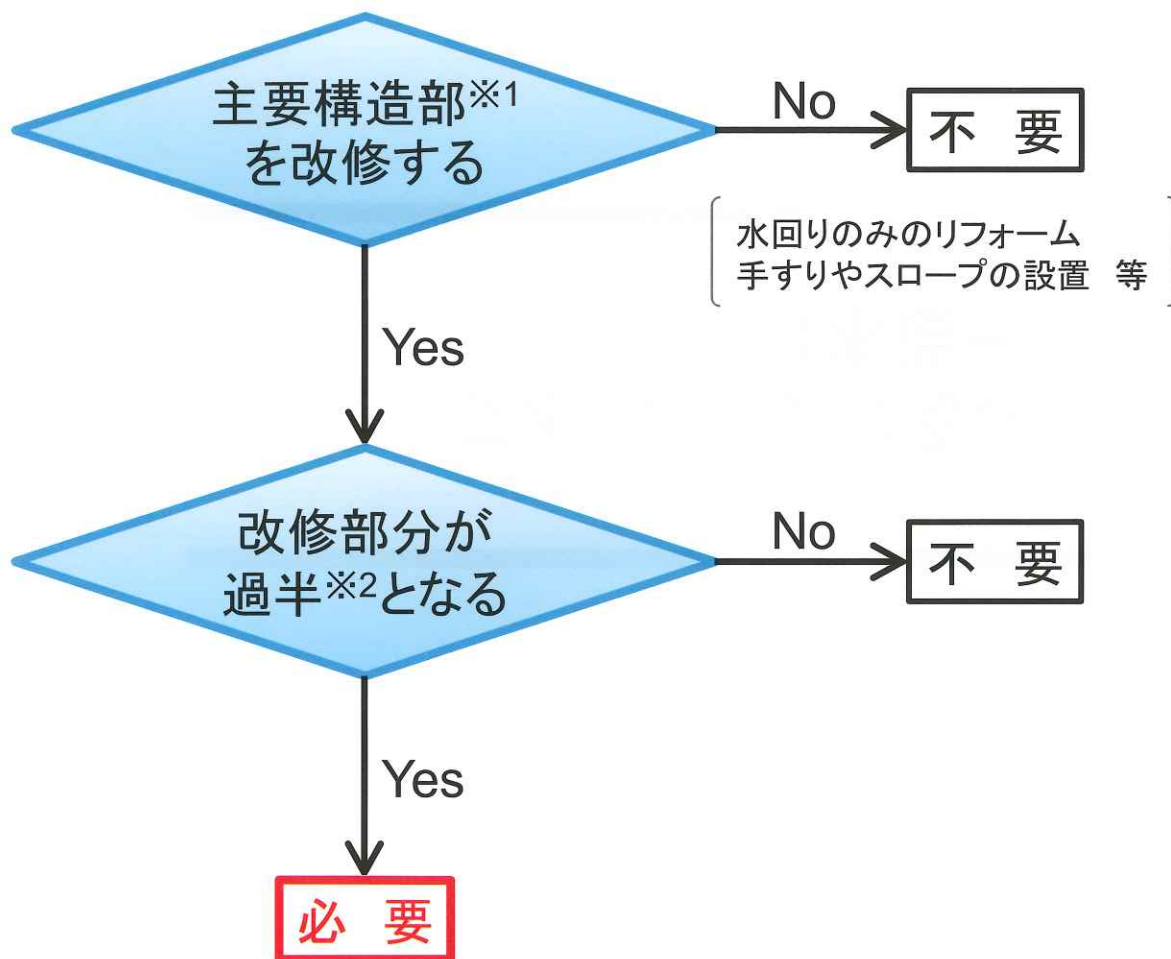 主要構造部※1
を改修する
No
不 要
水回りのみのリフォーム
手すりやスロープの設置 等
Yes
改修部分が
過半※2となる
No
不 要
Yes
必 要